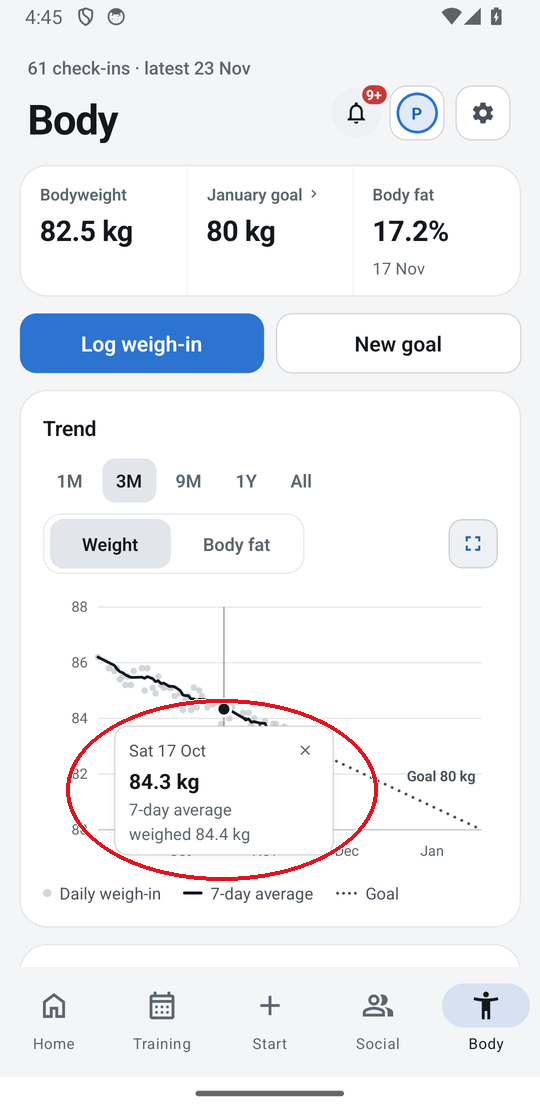 4:45
61 check-ins · latest 23 Nov
Body
9+
P
Bodyweight
82.5 kg
January goal
80 kg
Body fat
17.2%
17 Nov
Log weigh-in
New goal
Trend
1M 3M 9M 1Y All
Weight Body fat
88
86
84
82
Goal 80 kg
Sat 17 Oct
84.3 kg
7-day average
weighed 84.4 kg
Dec Jan
Daily weigh-in 7-day average Goal
Home Training Start Social Body